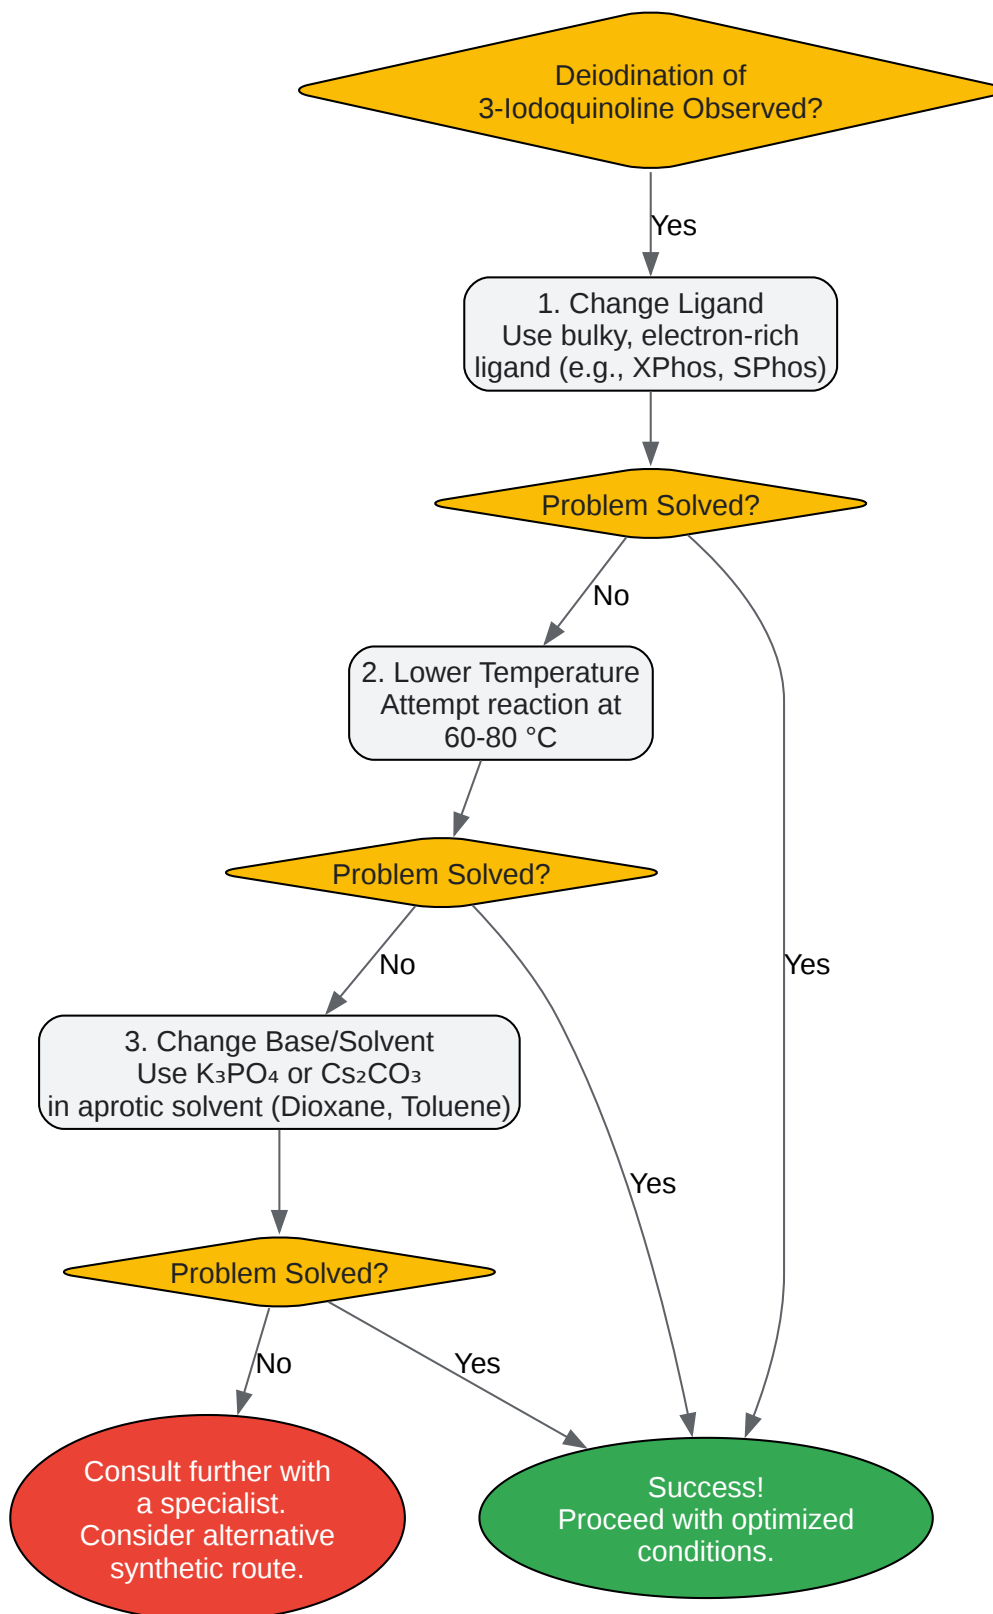 Deiodination of
3-Iodoquinoline Observed?
Yes
1. Change Ligand
Use bulky, electron-rich
ligand (e.g., XPhos, SPhos)
Problem Solved?
No
2. Lower Temperature
Attempt reaction at
60-80 °C
Problem Solved?
No
Yes
3. Change Base/Solvent
Use K₃PO₄ or Cs₂CO₃
in aprotic solvent (Dioxane, Toluene)
Yes
Problem Solved?
No
Yes
Consult further with
a specialist.
Consider alternative
synthetic route.
Success!
Proceed with optimized
conditions.